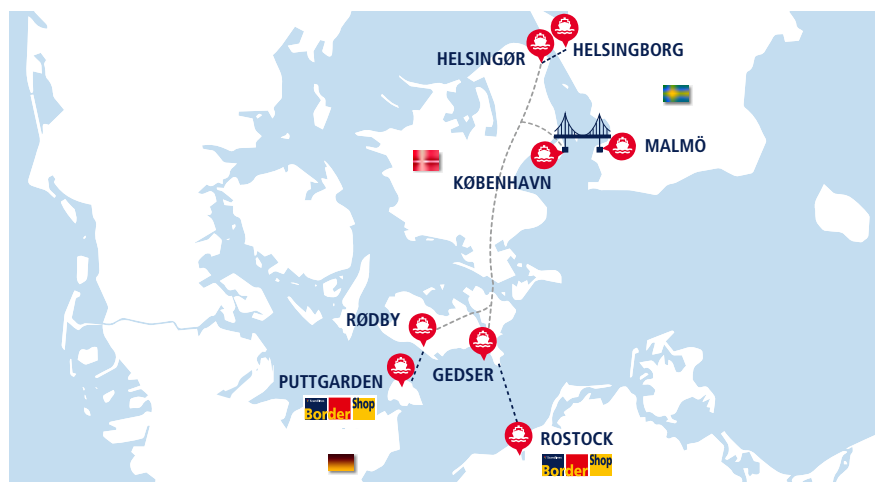 HELSINGØR
HELSINGBORG
MALMÖ
KØBENHAVN
RØDBY
GEDSER
PUTTGARDEN
Border Shop
ROSTOCK
Border Shop